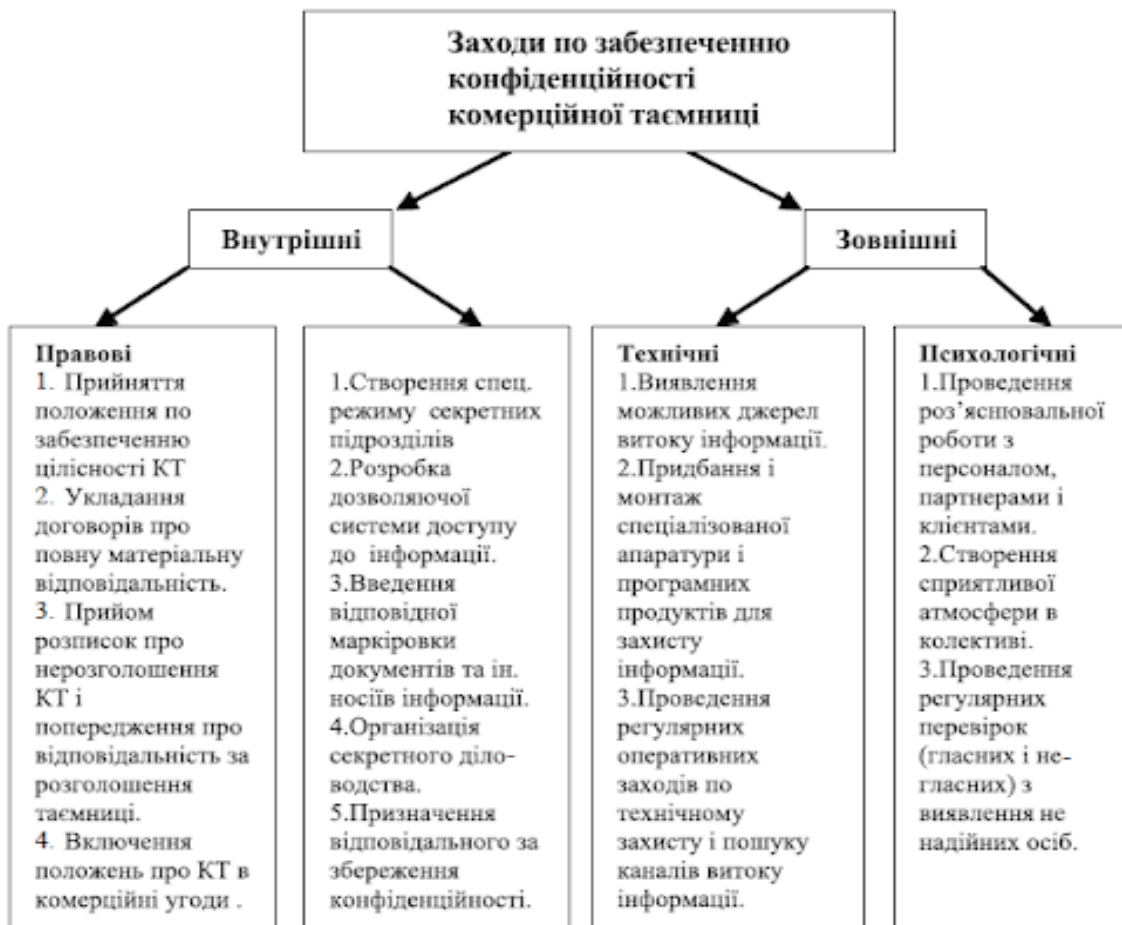 Заходи по забезпеченню
конфіденційності
комерційної таємниці
Внутрішні
Зовнішні
Правові
1. Прийняття
положення по
забезпеченню
цілісності КТ
2. Укладання
договорів про
повну матеріальну
відповідальність.
3. Прийом
розписок про
нерозголошення
КТ і
попередження про
відповідальність за
розголошення
таємниці.
4. Включення
положень про КТ в
комерційні угоди .
1.Створення спец.
режиму секретних
підрозділів
2.Розробка
дозволяючої
системи доступу
до інформації.
3.Введення
відповідної
маркіровки
документів та ін.
носіїв інформації.
4.Організація
секретного діло-
водства.
5.Призначення
відповідального за
збереження
конфіденційності.
Технічні
1.Виявлення
можливих джерел
витоку інформації.
2.Придбання і
монтаж
спеціалізованої
апаратури і
програмних
продуктів для
захисту
інформації.
3.Проведення
регулярних
оперативних
заходів по
технічному
захисту і пошуку
каналів витоку
інформації.
Психологічні
1.Проведення
роз’яснювальної
роботи з
персоналом,
партнерами і
клієнтами.
2.Створення
сприятливої
атмосфери в
колективі.
3.Проведення
регулярних
перевірок
(гласних і не-
гласних) з
виявлення не
надійних осіб.